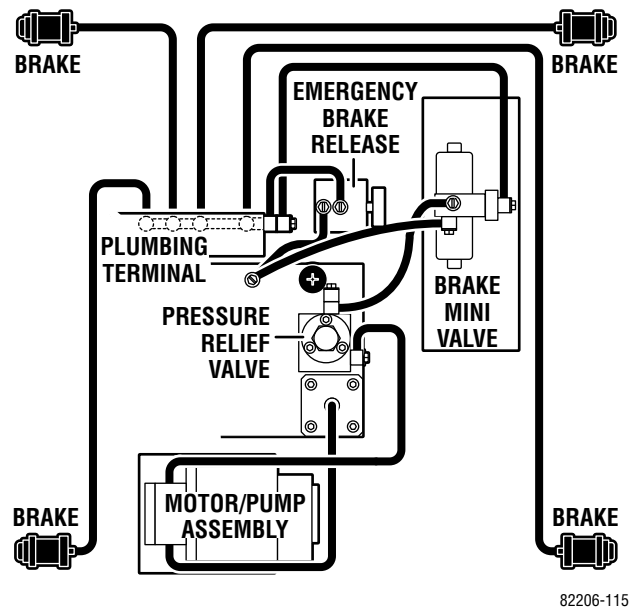 BRAKE
BRAKE
EMERGENCY
BRAKE
RELEASE
PLUMBING
TERMINAL
BRAKE
MINI
VALVE
PRESSURE
RELIEF
VALVE
MOTOR/PUMP
ASSEMBLY
BRAKE
BRAKE
82206-115